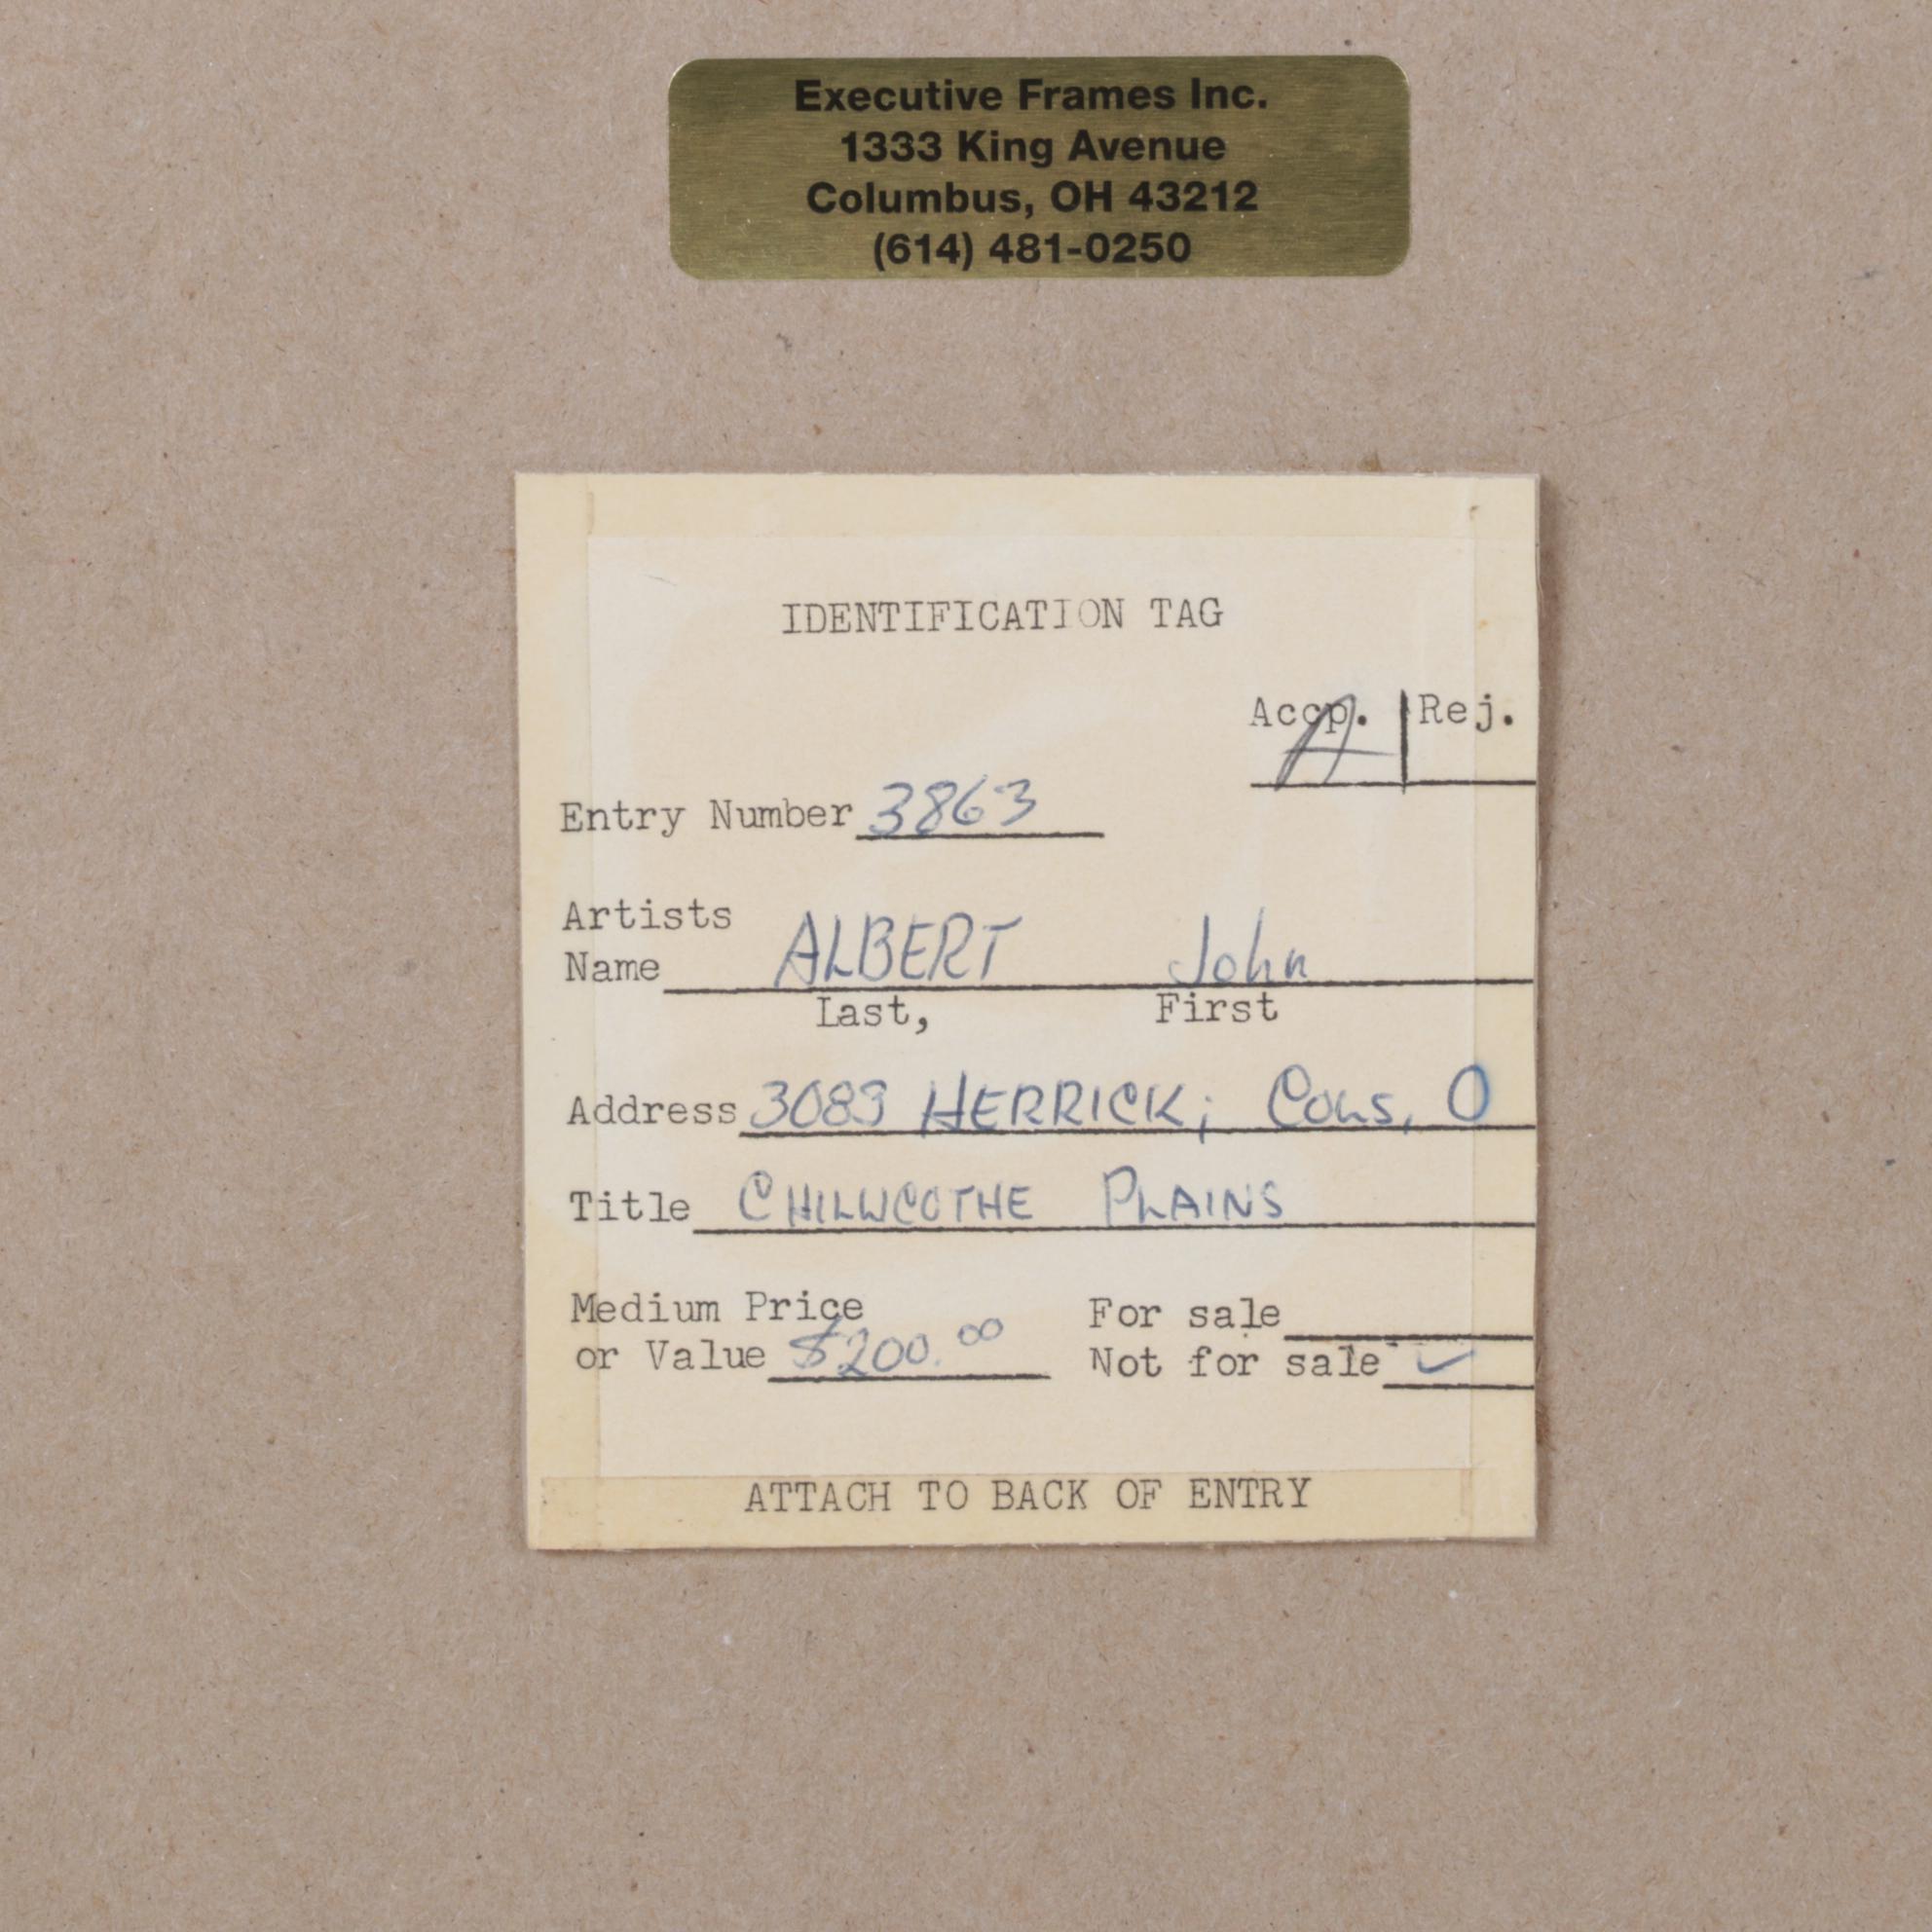 Executive Frames Inc.
1333 King Avenue
Columbus, OH 43212
(614) 481-0250
IDENTIFICATION TAG
Accp. Rej.
A
Entry Number 3863
Artists
Name ALBERT John
Last, First
Address 3083 HERRICK; COLS, O
Title CHILLICOTHE PLAINS
Medium Price For sale
or Value $200.00 Not for sale ✓
ATTACH TO BACK OF ENTRY